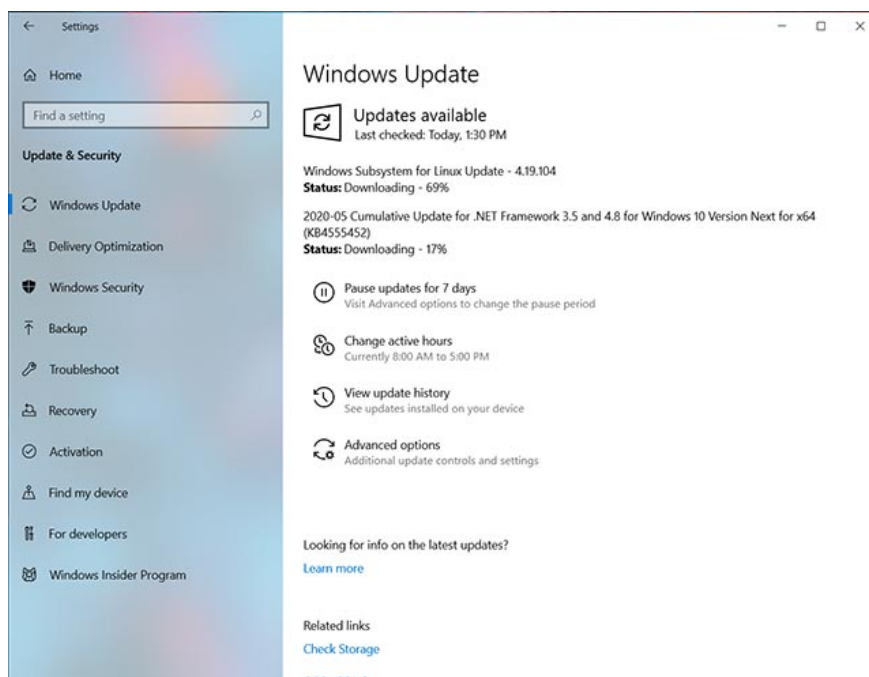 Settings
Home
Find a setting
Update & Security
Windows Update
Delivery Optimization
Windows Security
Backup
Troubleshoot
Recovery
Activation
Find my device
For developers
Windows Insider Program
Windows Update
Updates available
Last checked: Today, 1:30 PM
Windows Subsystem for Linux Update - 4.19.104
Status: Downloading - 69%
2020-05 Cumulative Update for .NET Framework 3.5 and 4.8 for Windows 10 Version Next for x64
(KB4555452)
Status: Downloading - 17%
Pause updates for 7 days
Visit Advanced options to change the pause period
Change active hours
Currently 8:00 AM to 5:00 PM
View update history
See updates installed on your device
Advanced options
Additional update controls and settings
Looking for info on the latest updates?
Learn more
Related links
Check Storage